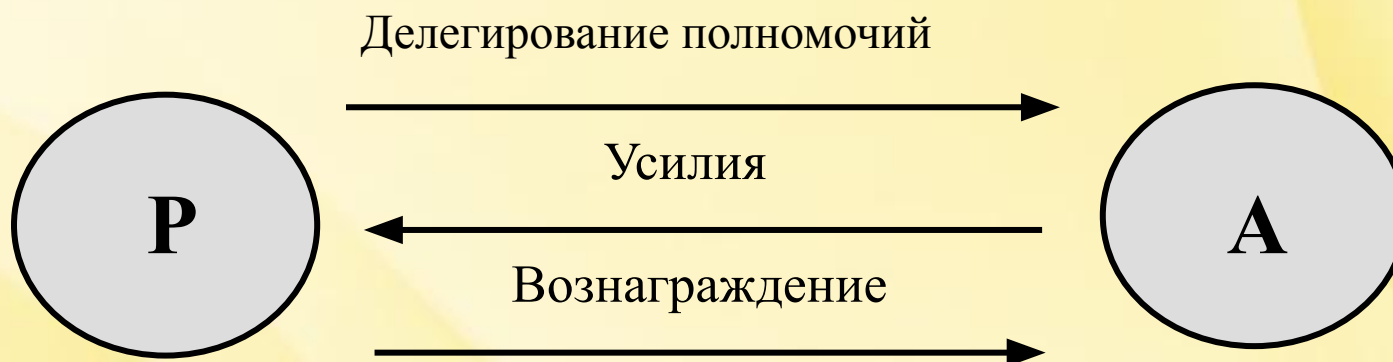 Делегирование полномочий
Усилия
P
A
Вознаграждение